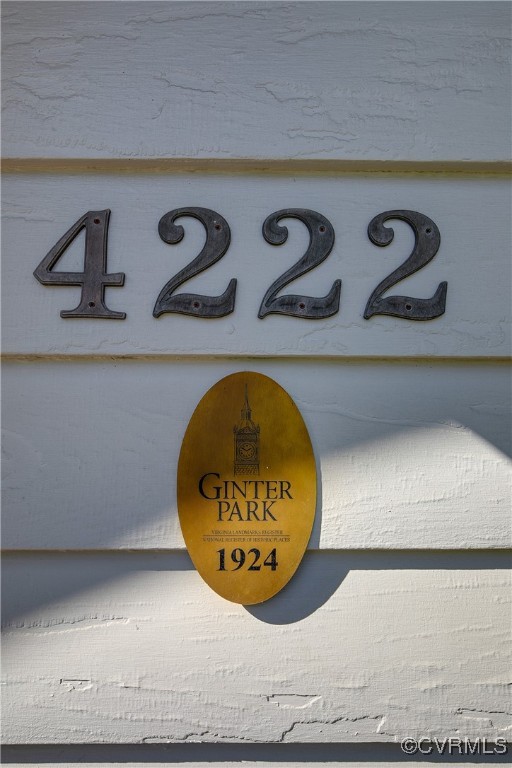 4222
GINTER
PARK
VIRGINIA LANDMARKS REGISTER
NATIONAL REGISTER OF HISTORIC PLACES
1924
©CVRMLS